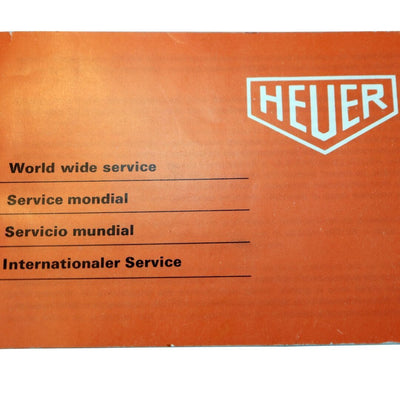 HEUER
World wide service
Service mondial
Servicio mundial
Internationaler Service